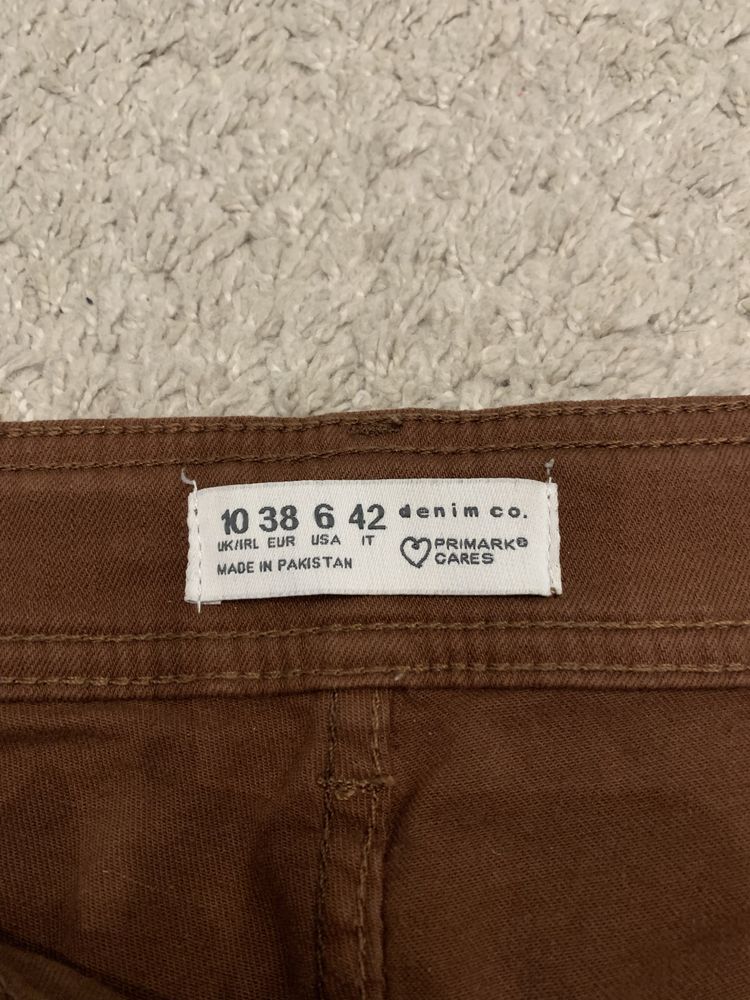 10 38 6 42 denim co.
UK/IRL EUR USA IT
PRIMARK®
CARES
MADE IN PAKISTAN